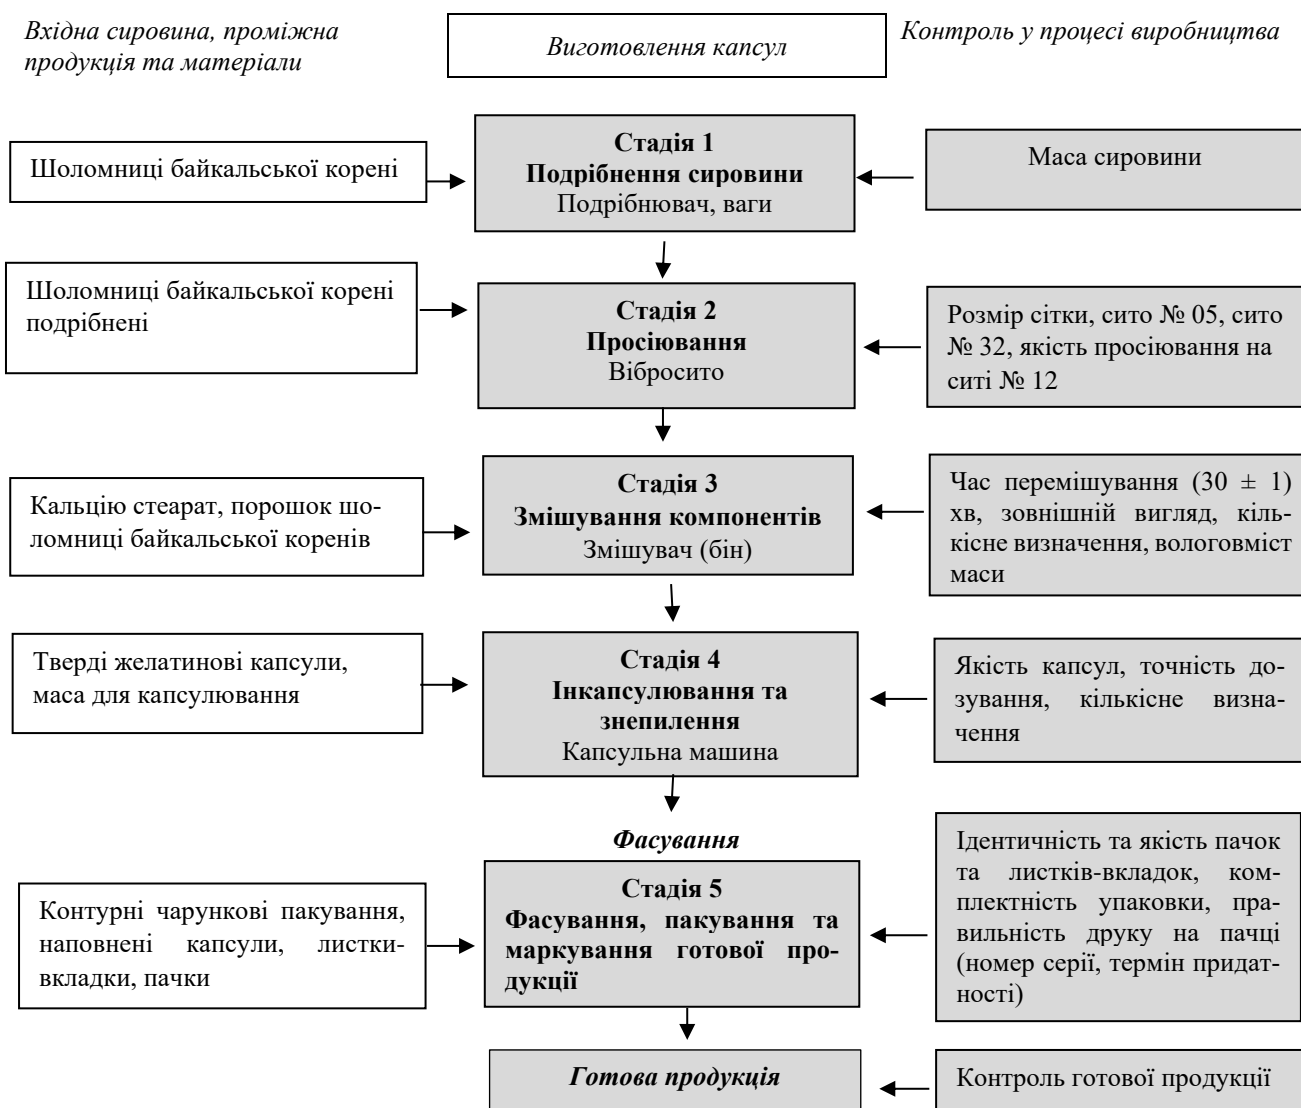 Вхідна сировина, проміжна
продукція та матеріали
Виготовлення капсул
Контроль у процесі виробництва
Шоломниці байкальської корені
Стадія 1
Подрібнення сировини
Подрібнювач, ваги
Маса сировини
Шоломниці байкальської корені
подрібнені
Стадія 2
Просіювання
Вібросито
Розмір сітки, сито № 05, сито
№ 32, якість просіювання на
ситі № 12
Кальцію стеарат, порошок шо-
ломниці байкальської коренів
Стадія 3
Змішування компонентів
Змішувач (бін)
Час перемішування (30 ± 1)
хв, зовнішній вигляд, кіль-
кісне визначення, вологовміст
маси
Тверді желатинові капсули,
маса для капсулювання
Стадія 4
Інкапсулювання та
знепилення
Капсульна машина
Якість капсул, точність до-
зування, кількісне визна-
чення
Фасування
Контурні чарункові пакування,
наповнені капсули, листки-
вкладки, пачки
Стадія 5
Фасування, пакування та
маркування готової про-
дукції
Ідентичність та якість пачок
та листків-вкладок, ком-
плектність упаковки, пра-
вильність друку на пачці
(номер серії, термін придат-
ності)
Готова продукція
Контроль готової продукції